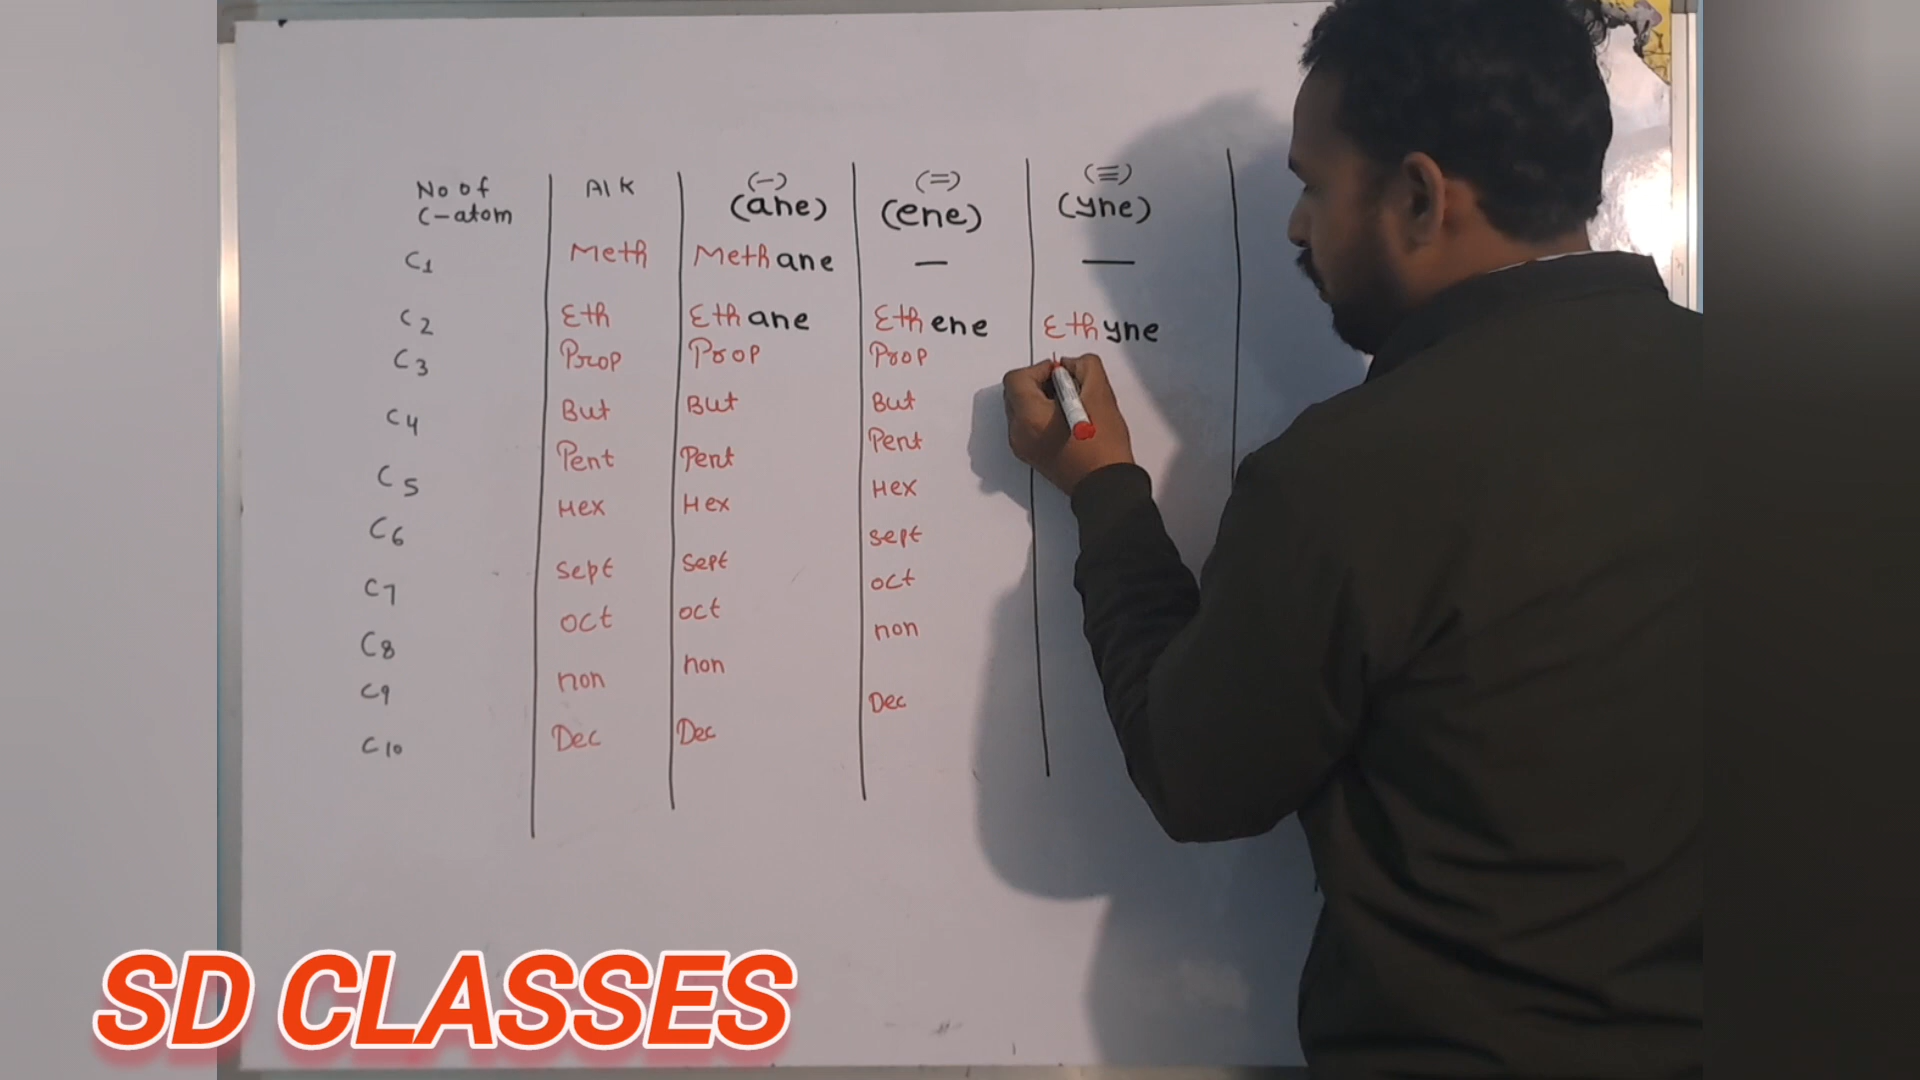 No of C-atom | Alk | (-) (ane) | (=) (ene) | (≡) (yne)
C1 | Meth | Methane | — | —
C2 | Eth | Ethane | Ethene | Ethyne
C3 | Prop | Prop | Prop
C4 | But | But | But
C5 | Pent | Pent | Pent
C6 | Hex | Hex | Hex
C7 | sept | sept | sept
C8 | oct | oct | oct
C9 | non | non | non
C10 | Dec | Dec | Dec
SD CLASSES